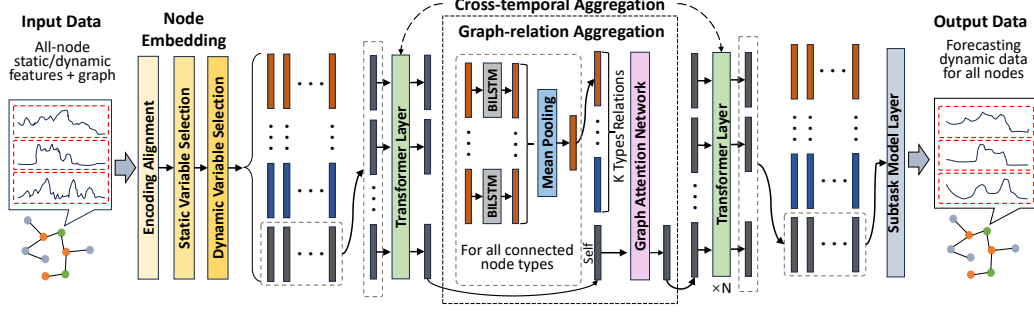 Cross-temporal Aggregation
Input Data
All-node
static/dynamic
features + graph
Node
Embedding
Encoding Alignment
Static Variable Selection
Dynamic Variable Selection
Transformer Layer
Graph-relation Aggregation
BILSTM
BILSTM
Mean Pooling
For all connected
node types
K Types Relations
Self
Graph Attention Network
Transformer Layer
×N
Subtask Model Layer
Output Data
Forecasting
dynamic data
for all nodes